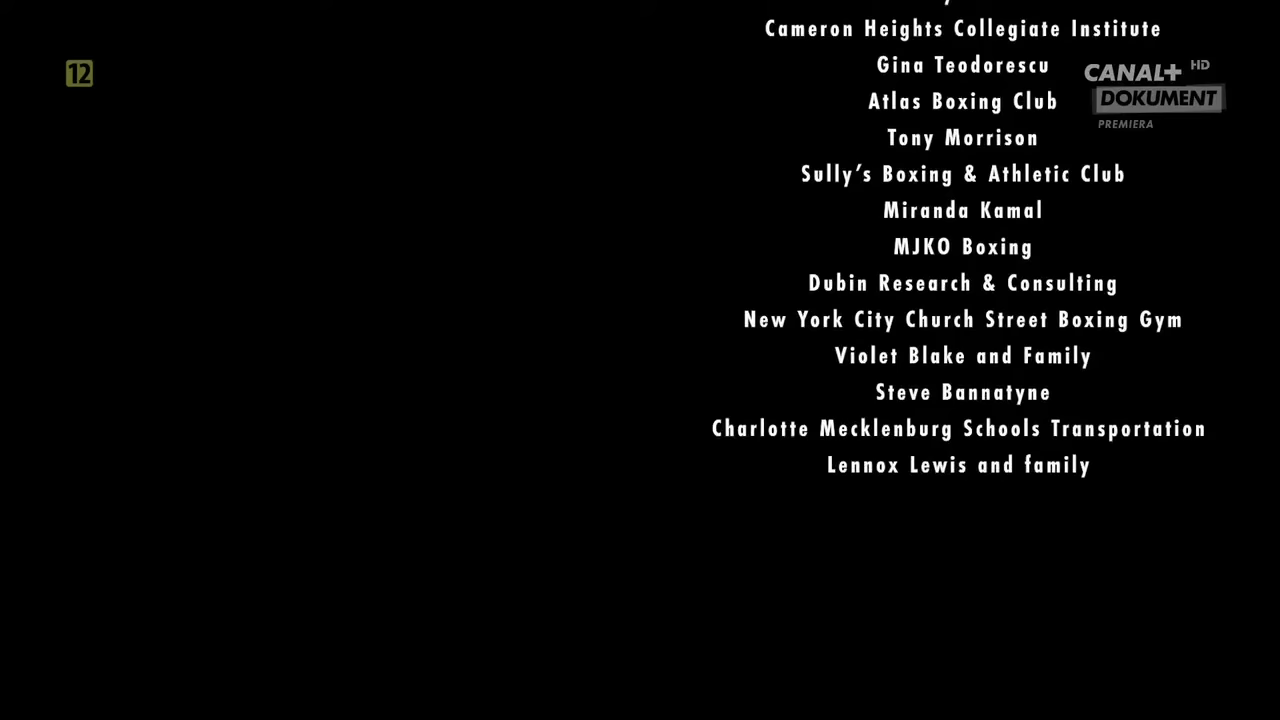 Cameron Heights Collegiate Institute
Gina Teodorescu
Atlas Boxing Club
Tony Morrison
Sully's Boxing & Athletic Club
Miranda Kamal
MJKO Boxing
Dubin Research & Consulting
New York City Church Street Boxing Gym
Violet Blake and Family
Steve Bannatyne
Charlotte Mecklenburg Schools Transportation
Lennox Lewis and family
12
CANAL+ HD
DOKUMENT
PREMIERA